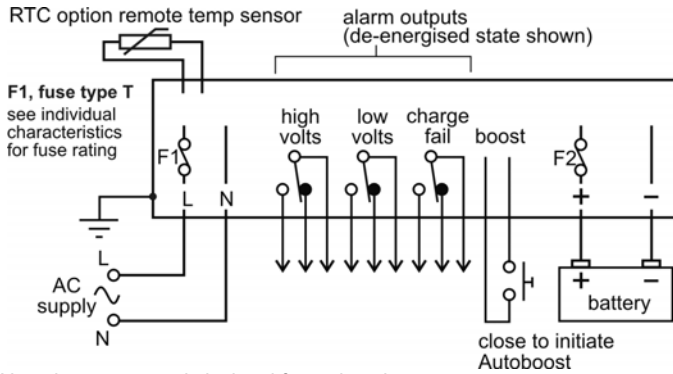 RTC option remote temp sensor
alarm outputs
(de-energised state shown)
F1, fuse type T
see individual
characteristics
for fuse rating
high
volts
low
volts
charge
fail
boost
F1
F2
L
N
+
−
L
AC
supply
N
+
−
battery
close to initiate
Autoboost